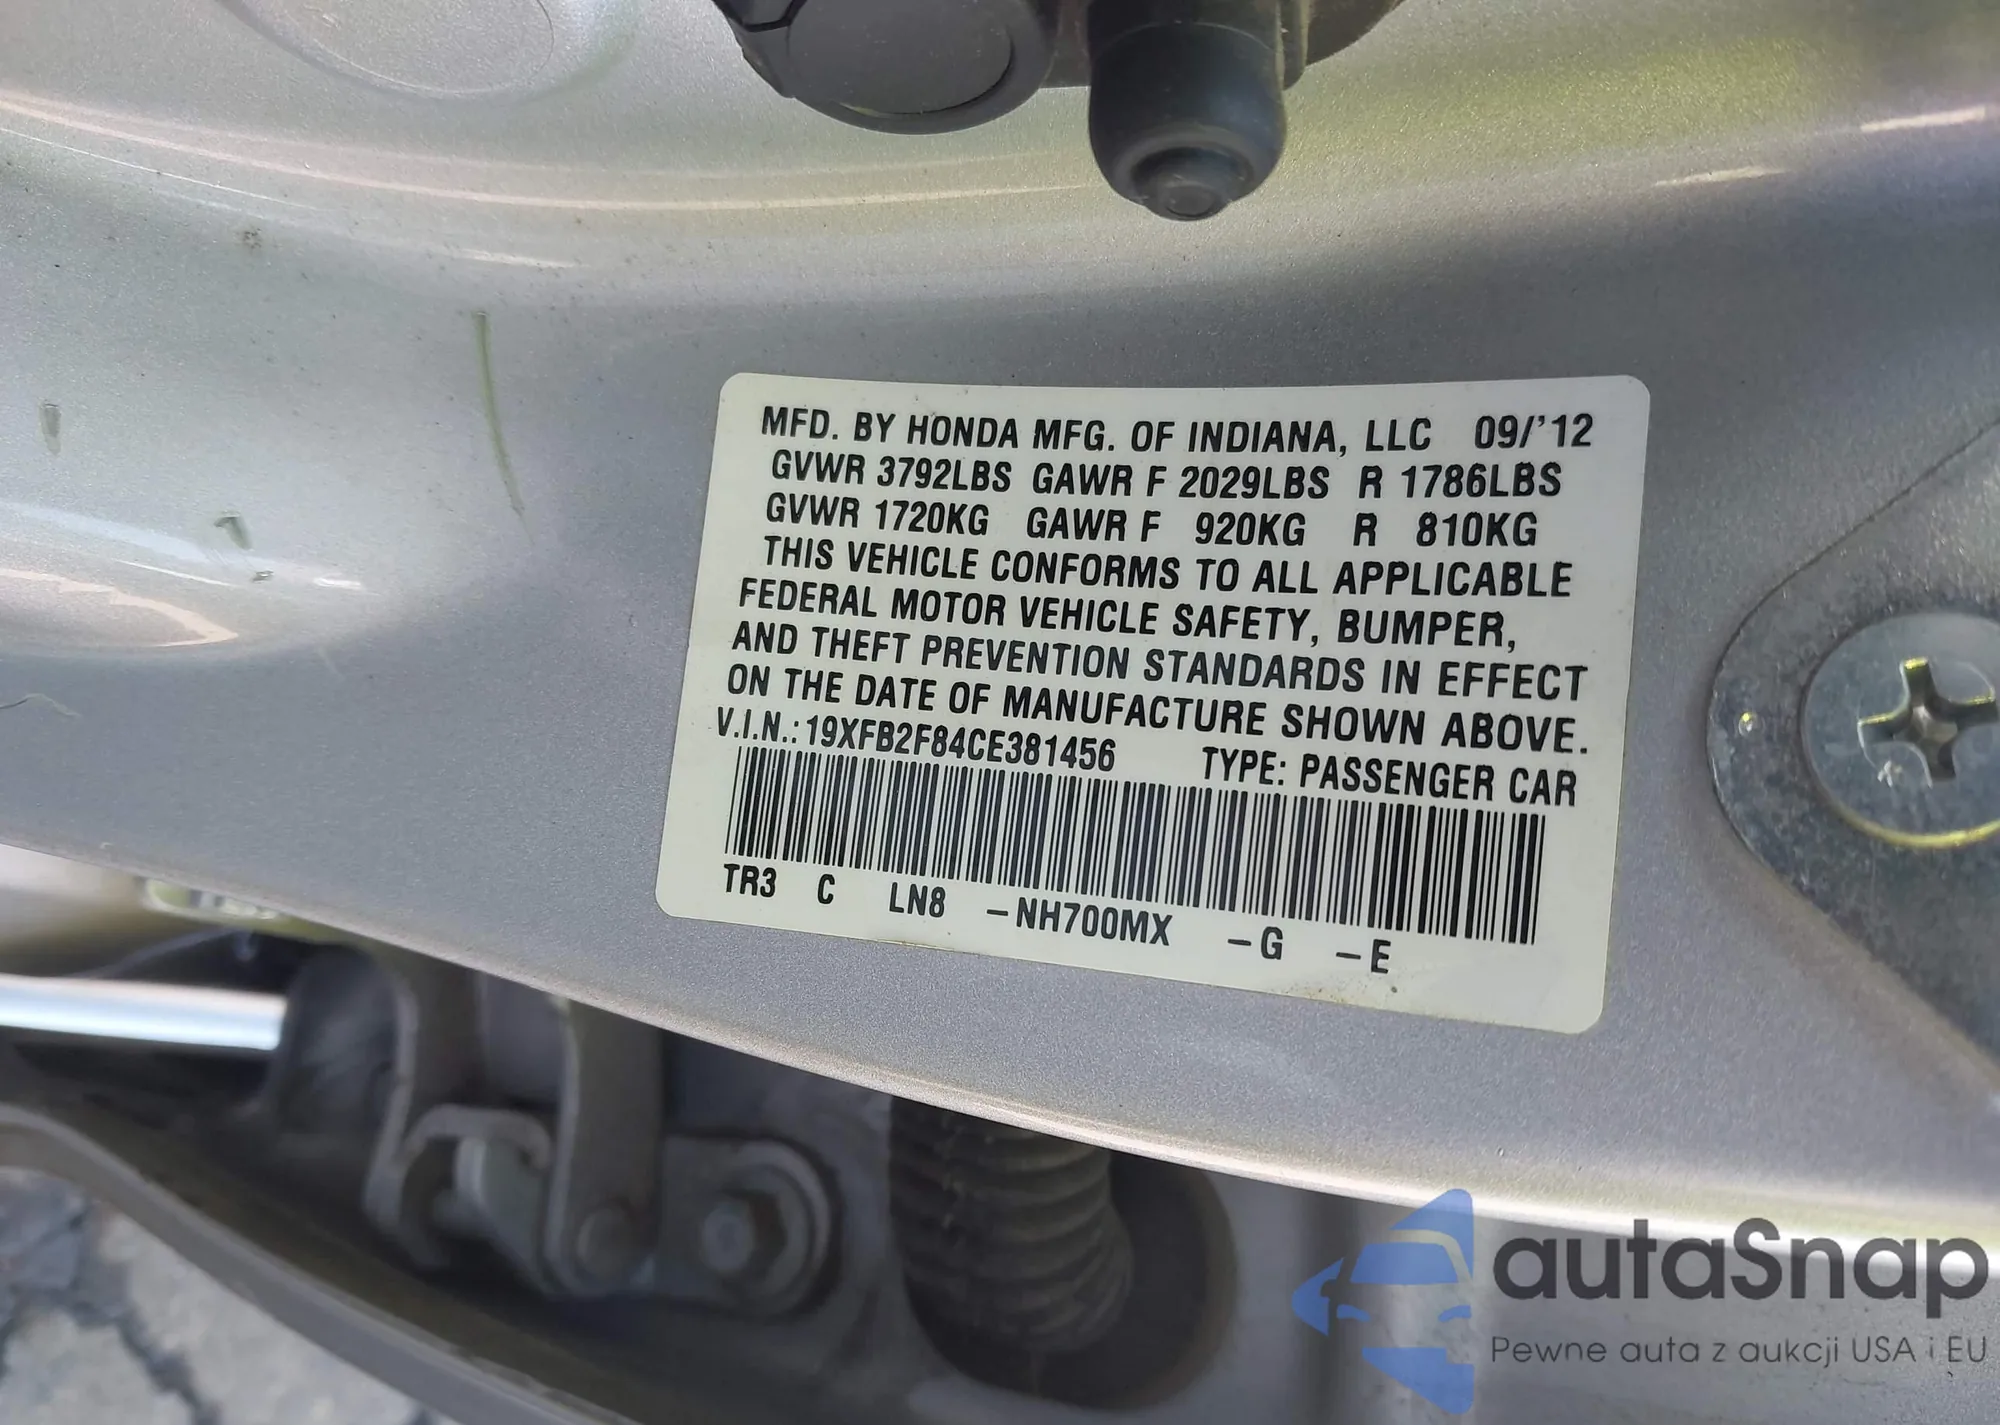 MFD. BY HONDA MFG. OF INDIANA, LLC 09/'12
GVWR 3792LBS GAWR F 2029LBS R 1786LBS
GVWR 1720KG GAWR F 920KG R 810KG
THIS VEHICLE CONFORMS TO ALL APPLICABLE
FEDERAL MOTOR VEHICLE SAFETY, BUMPER,
AND THEFT PREVENTION STANDARDS IN EFFECT
ON THE DATE OF MANUFACTURE SHOWN ABOVE.
V.I.N.: 19XFB2F84CE381456 TYPE: PASSENGER CAR
TR3 C LN8 -NH700MX -G -E
autaSnap
Pewne auta z aukcji USA i EU